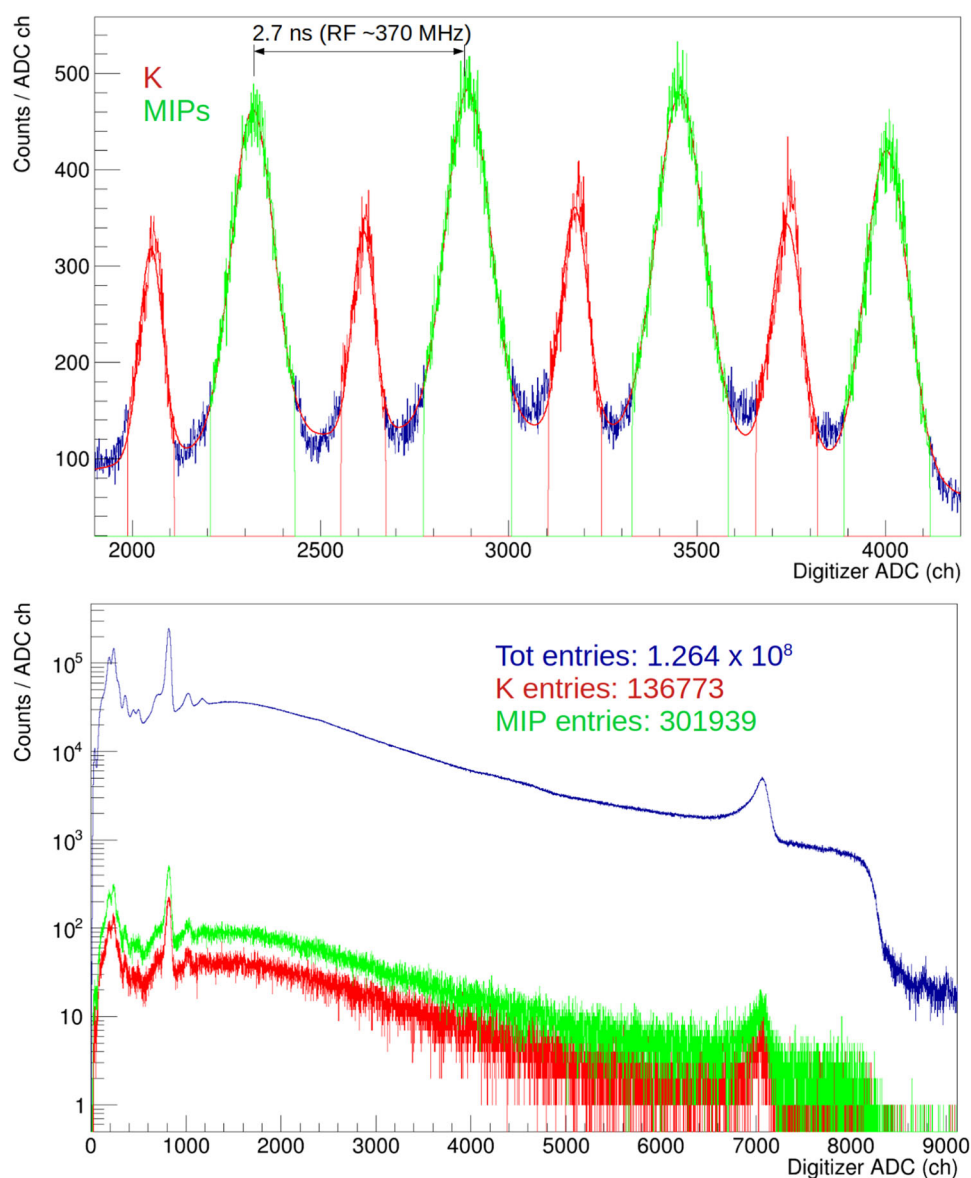 2.7 ns (RF ~370 MHz)
K
MIPs
Counts / ADC ch
500
400
300
200
100
2000 2500 3000 3500 4000
Digitizer ADC (ch)
Counts / ADC ch
Tot entries: 1.264 x 10⁸
K entries: 136773
MIP entries: 301939
10⁵
10⁴
10³
10²
10
1
0 1000 2000 3000 4000 5000 6000 7000 8000 9000
Digitizer ADC (ch)